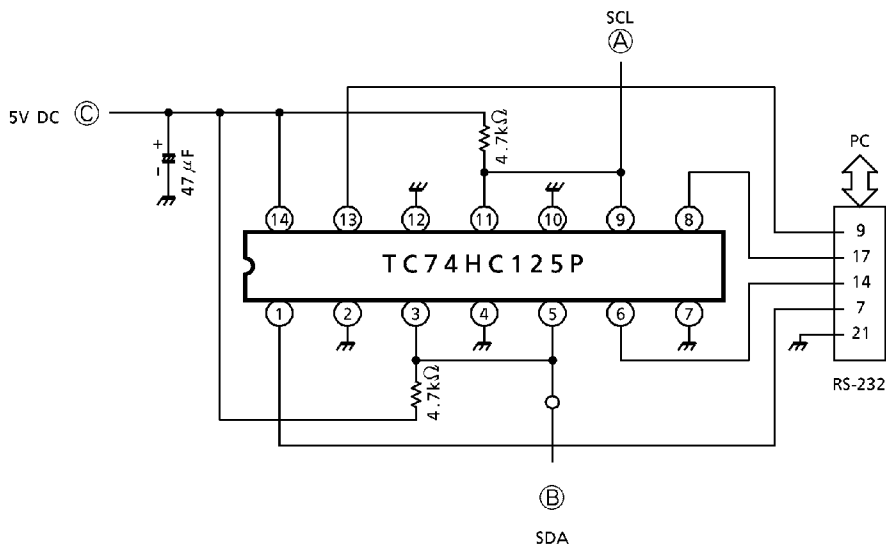 SCL
Ⓐ
5V DC Ⓒ
+
-
47μF
4.7kΩ
PC
14 13 12 11 10 9 8
TC74HC125P
1 2 3 4 5 6 7
9
17
14
7
21
RS-232
4.7kΩ
Ⓑ
SDA